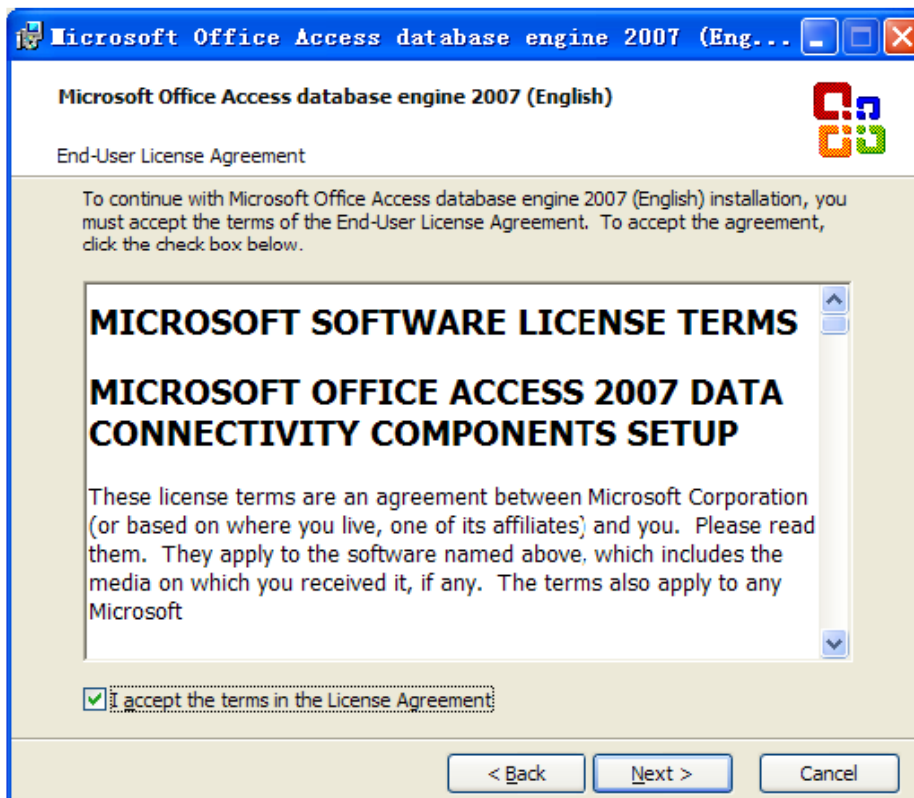 Microsoft Office Access database engine 2007 (Eng...
Microsoft Office Access database engine 2007 (English)
End-User License Agreement
To continue with Microsoft Office Access database engine 2007 (English) installation, you
must accept the terms of the End-User License Agreement.  To accept the agreement,
click the check box below.
MICROSOFT SOFTWARE LICENSE TERMS
MICROSOFT OFFICE ACCESS 2007 DATA
CONNECTIVITY COMPONENTS SETUP
These license terms are an agreement between Microsoft Corporation
(or based on where you live, one of its affiliates) and you.  Please read
them.  They apply to the software named above, which includes the
media on which you received it, if any.  The terms also apply to any
Microsoft
I accept the terms in the License Agreement
< Back
Next >
Cancel